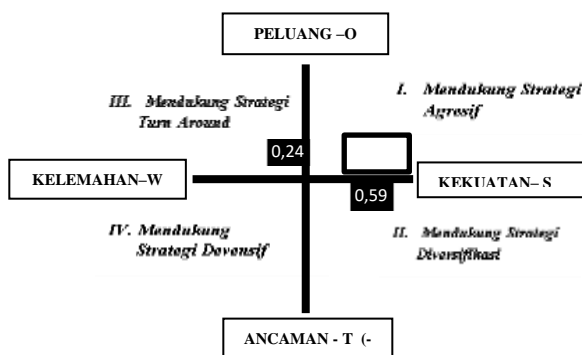 PELUANG –O
III. Mendukung Strategi
Turn Around
I. Mendukung Strategi
Agrosif
0,24
KELEMAHAN–W
KEKUATAN– S
0,59
IV. Mendukung
Strategi Devensif
II. Mendukung Strategi
Diversifikasi
ANCAMAN - T (-